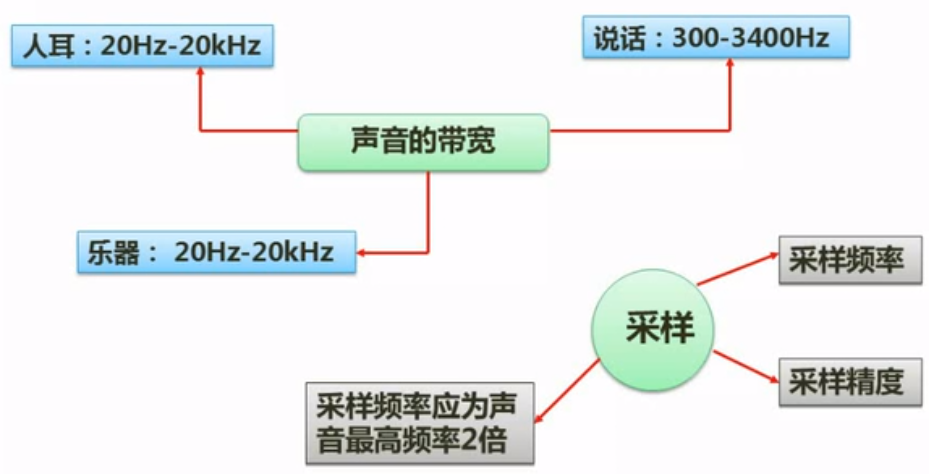 人耳：20Hz-20kHz
说话：300-3400Hz
声音的带宽
乐器： 20Hz-20kHz
采样频率
采样
采样精度
采样频率应为声
音最高频率2倍